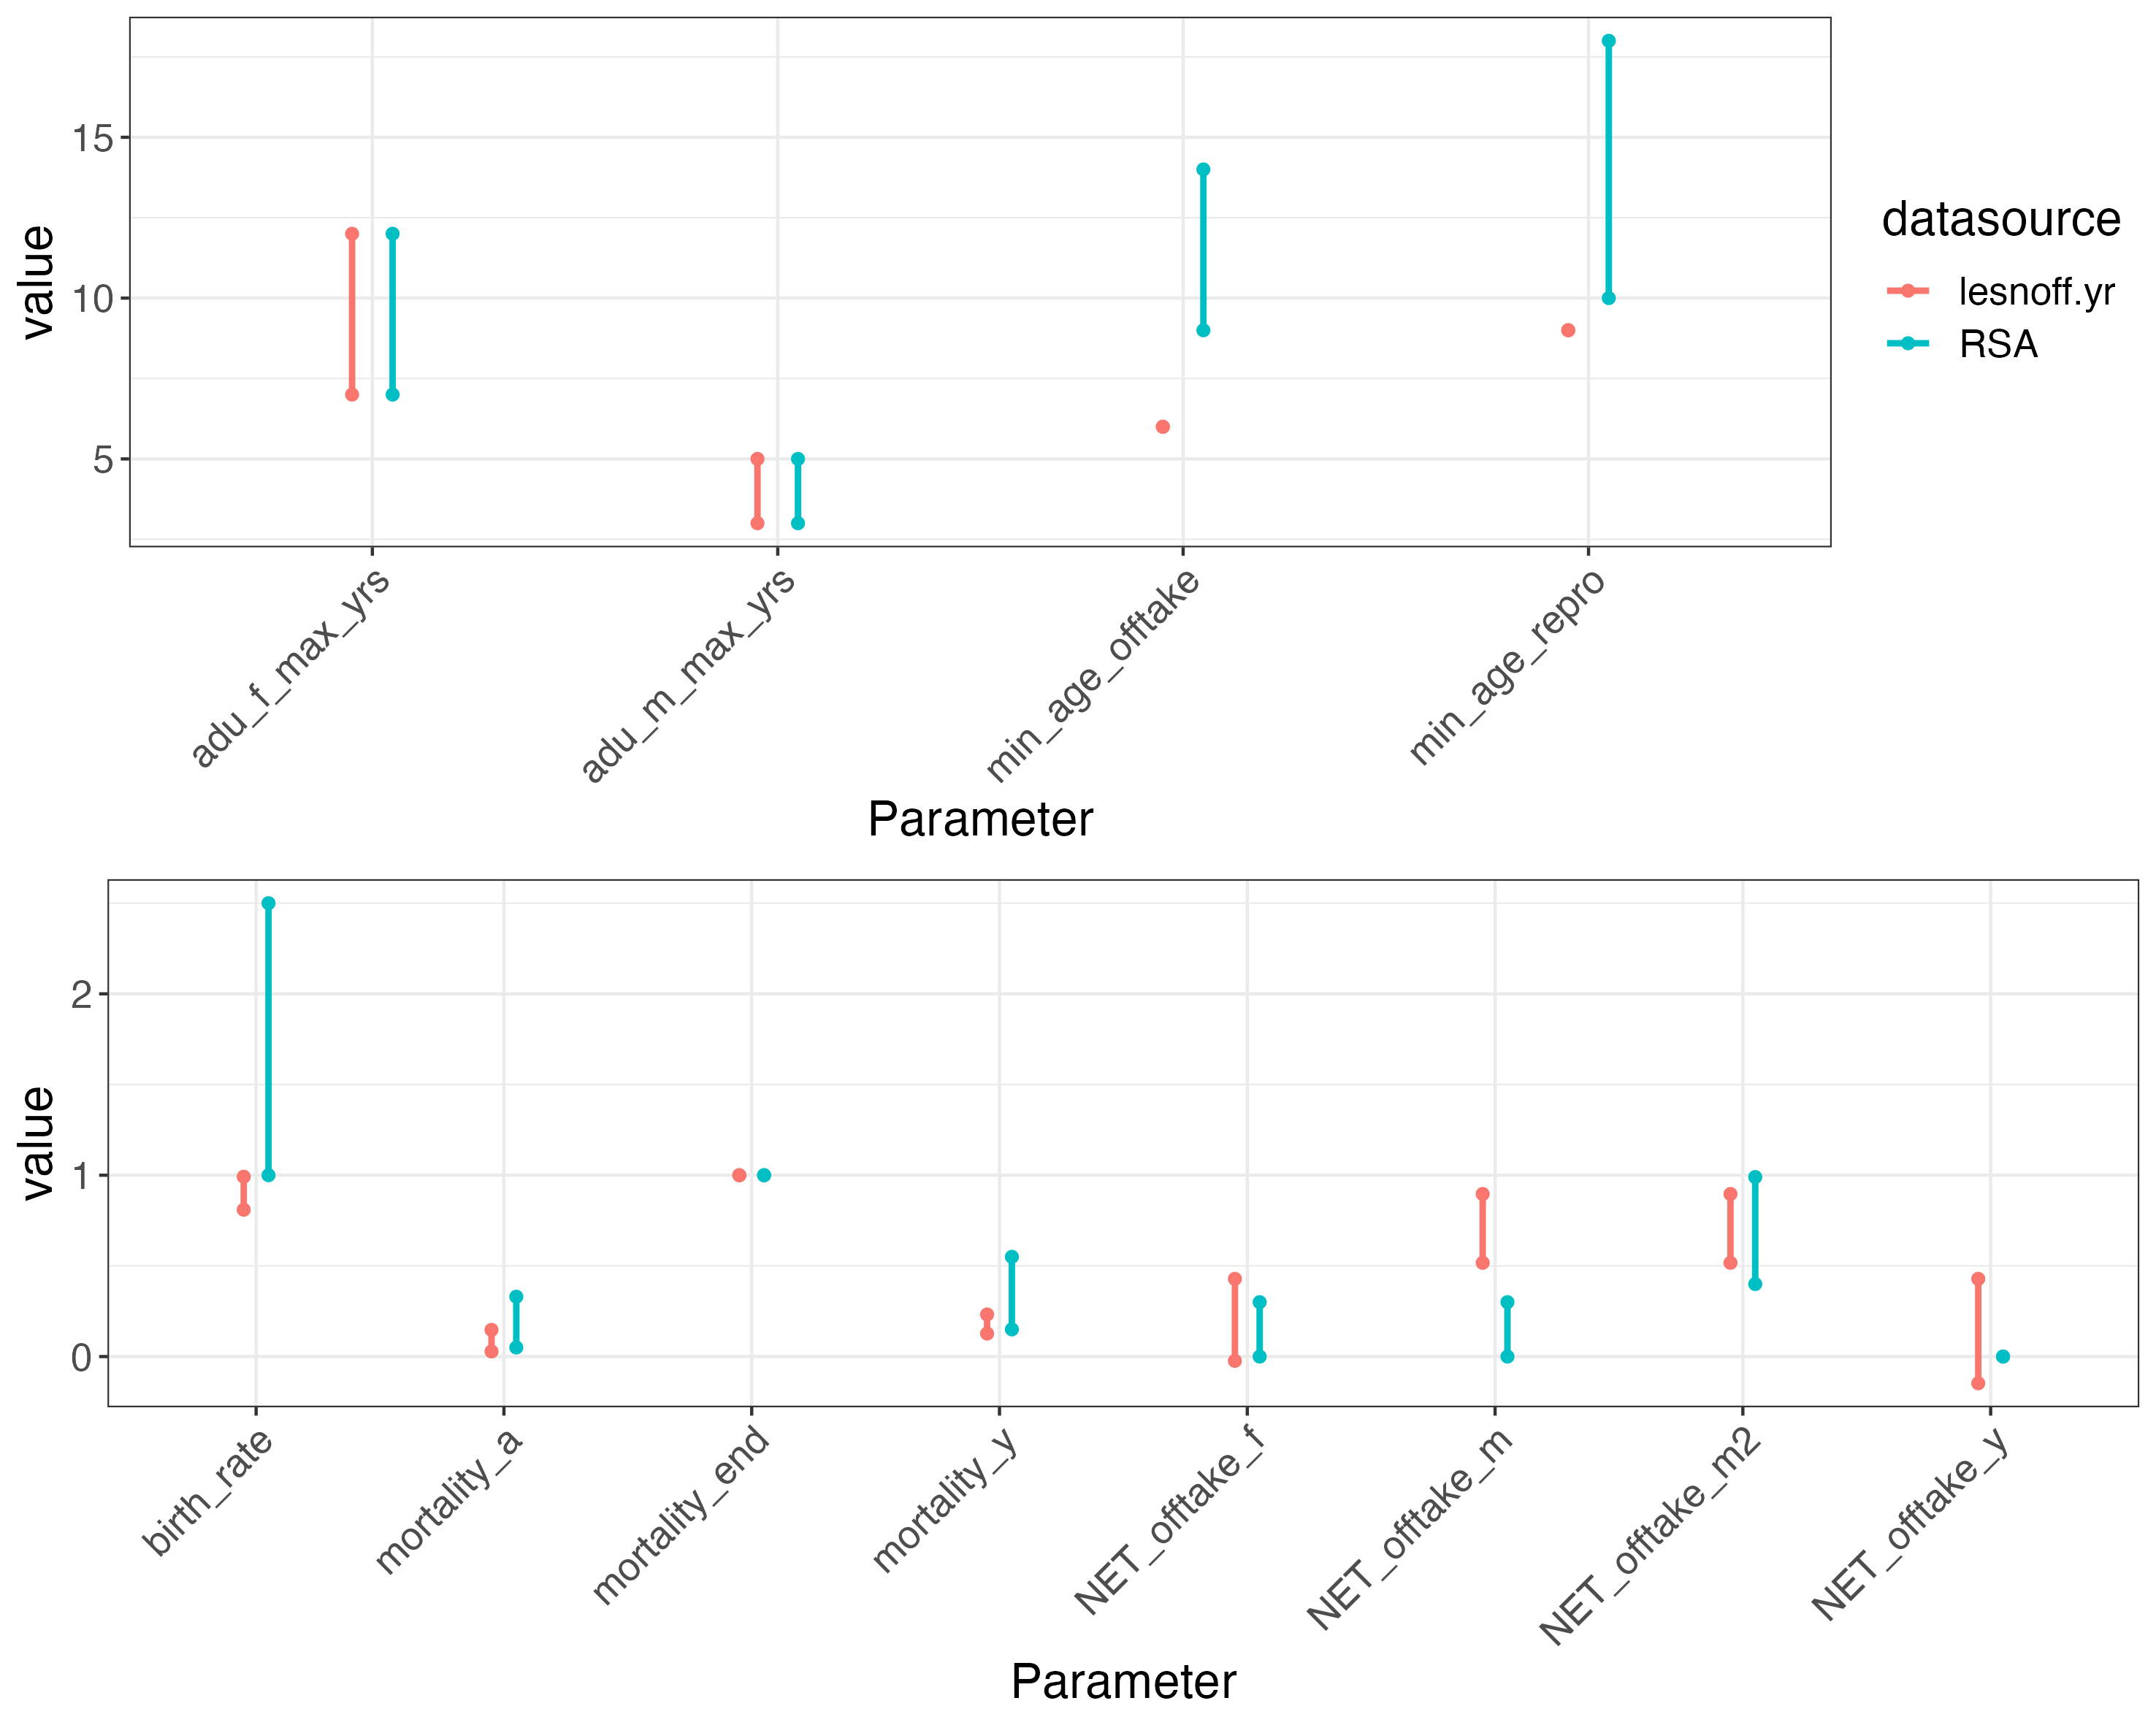 value
15
10
5
adu_f_max_yrs
adu_m_max_yrs
min_age_offtake
min_age_repro
Parameter
datasource
lesnoff.yr
RSA
value
2
1
0
birth_rate
mortality_a
mortality_end
mortality_y
NET_offtake_f
NET_offtake_m
NET_offtake_m2
NET_offtake_y
Parameter